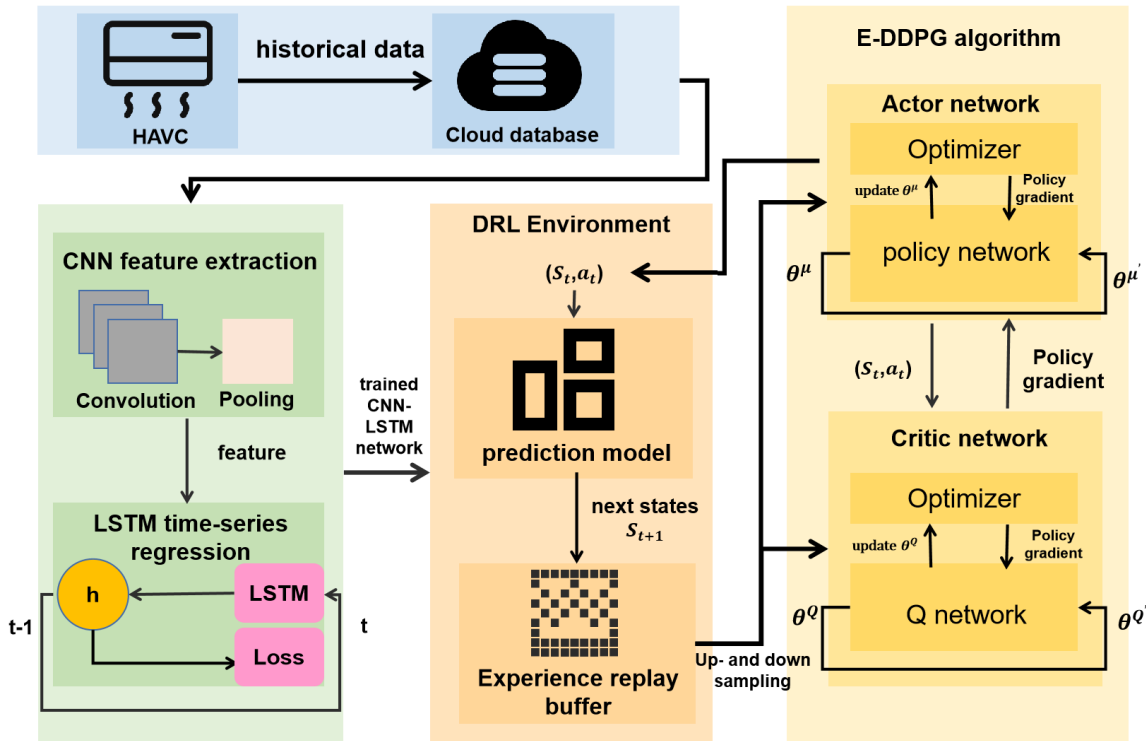 historical data
HAVC
Cloud database
CNN feature extraction
Convolution
Pooling
feature
LSTM time-series
regression
h
LSTM
Loss
t-1
t
trained
CNN-
LSTM
network
DRL Environment
(S_t,a_t)
prediction model
next states
S_{t+1}
Experience replay
buffer
Up- and down
sampling
E-DDPG algorithm
Actor network
Optimizer
update θ^μ
Policy
gradient
policy network
θ^μ
θ^{μ'}
(S_t,a_t)
Policy
gradient
Critic network
Optimizer
update θ^Q
Policy
gradient
Q network
θ^Q
θ^{Q'}